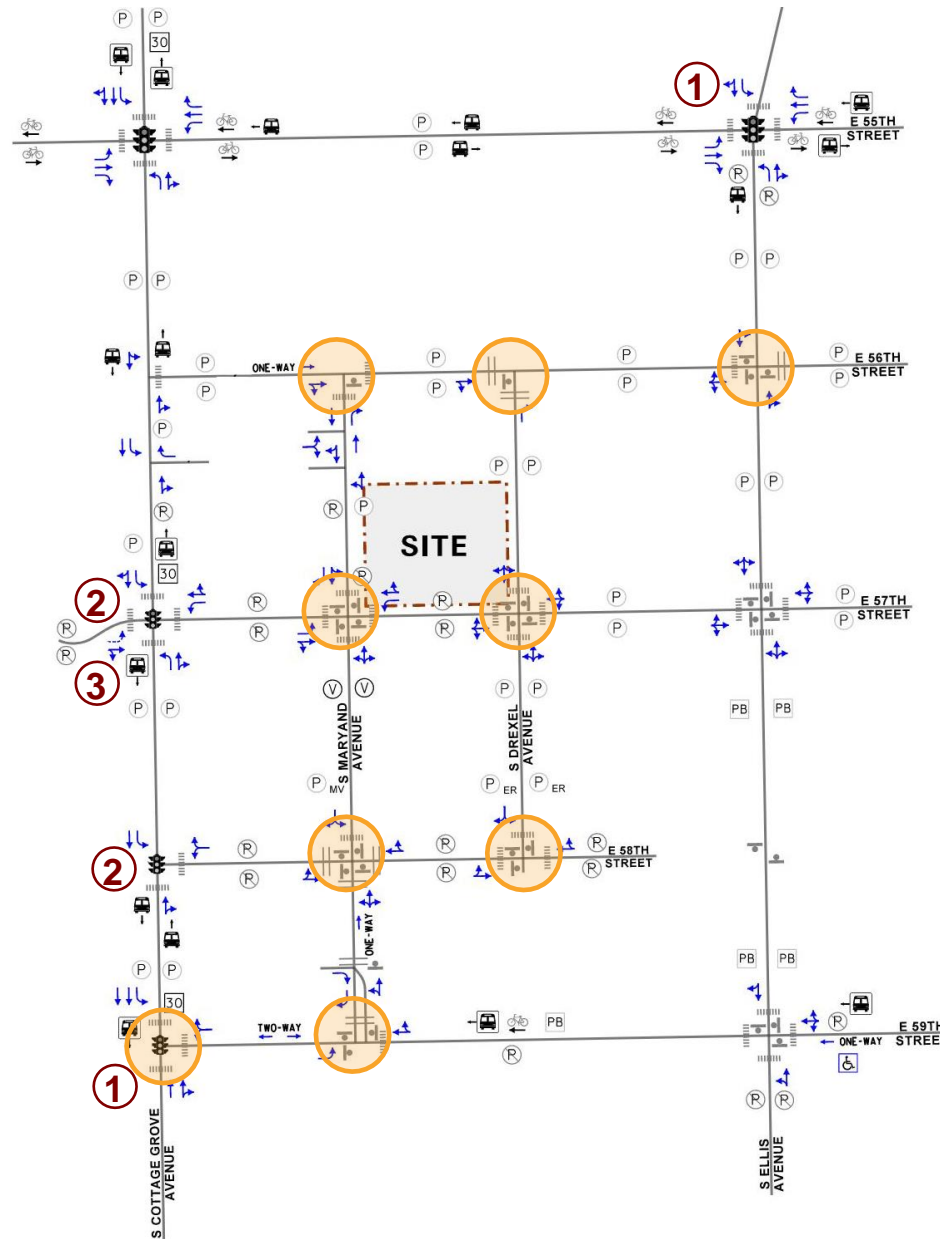 P P
30
1
E 55TH
STREET
P
P
R
R
P P
P P
P
P
P
ONE-WAY
P
P
P
P
E 56TH
STREET
P
P
P
P P
P P
R
R
P
SITE
P
30
R
2
R
R
R
R
R
P
P
E 57TH
STREET
P
R
R
3
P P
V V
P P
PB PB
S MARYAND
AVENUE
S DREXEL
AVENUE
P MV
P ER
P ER
2
R
R
R
R
E 58TH
STREET
ONE-WAY
P P
PB PB
30
TWO-WAY
PB
R
R
E 59TH
STREET
ONE-WAY
1
R R
S COTTAGE GROVE
AVENUE
S ELLIS
AVENUE